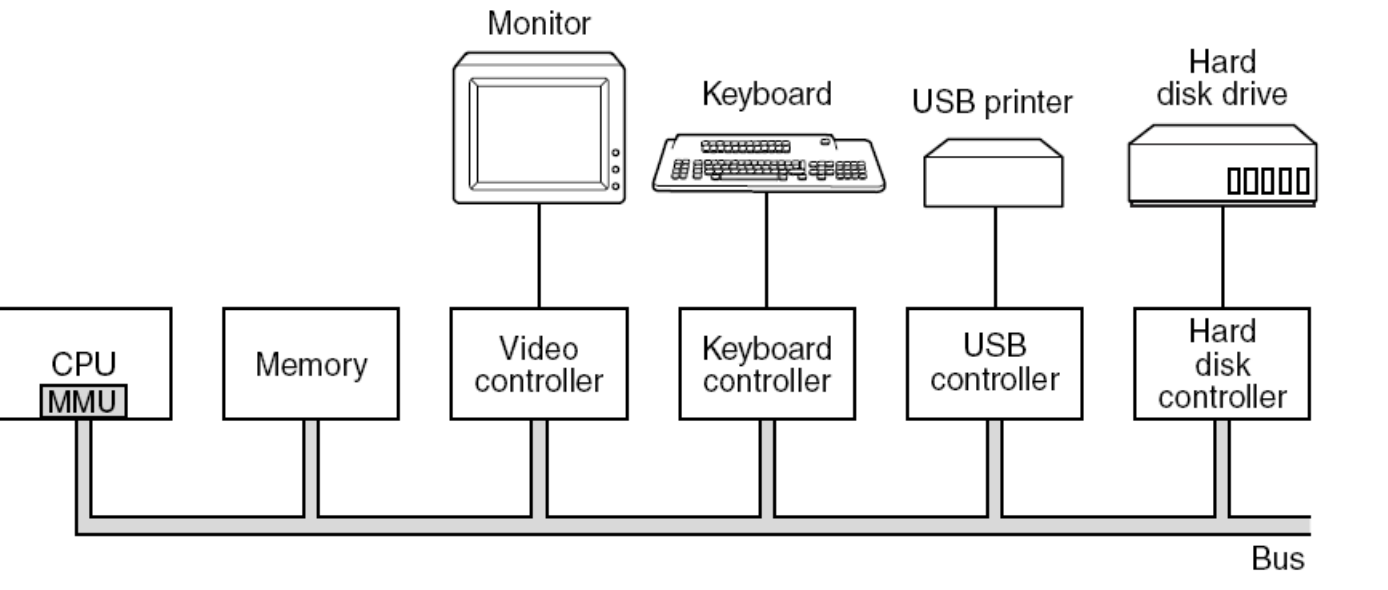 Monitor
Keyboard
USB printer
Hard
disk drive
CPU
MMU
Memory
Video
controller
Keyboard
controller
USB
controller
Hard
disk
controller
Bus